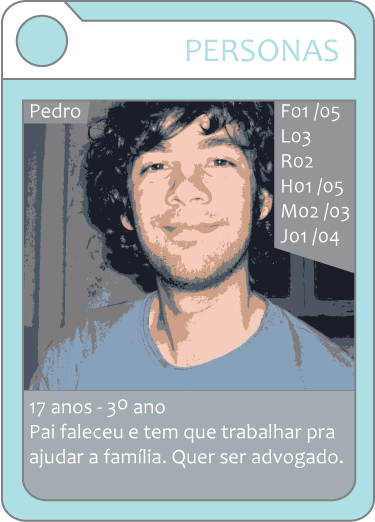 PERSONAS
Pedro
F01 /05
L03
R02
H01 /05
M02 /03
J01 /04
17 anos - 3º ano
Pai faleceu e tem que trabalhar pra
ajudar a família. Quer ser advogado.